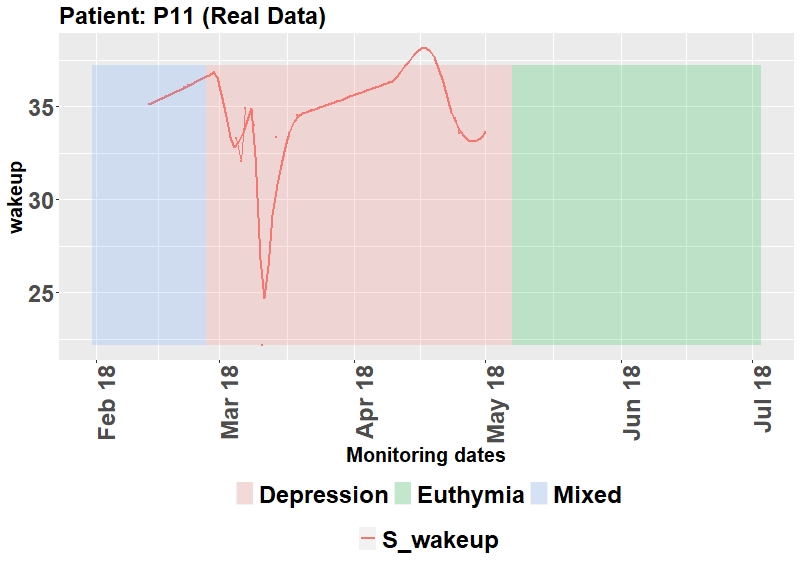 Patient: P11 (Real Data)
wakeup
35
30
25
Feb 18
Mar 18
Apr 18
May 18
Jun 18
Jul 18
Monitoring dates
Depression Euthymia Mixed
S_wakeup